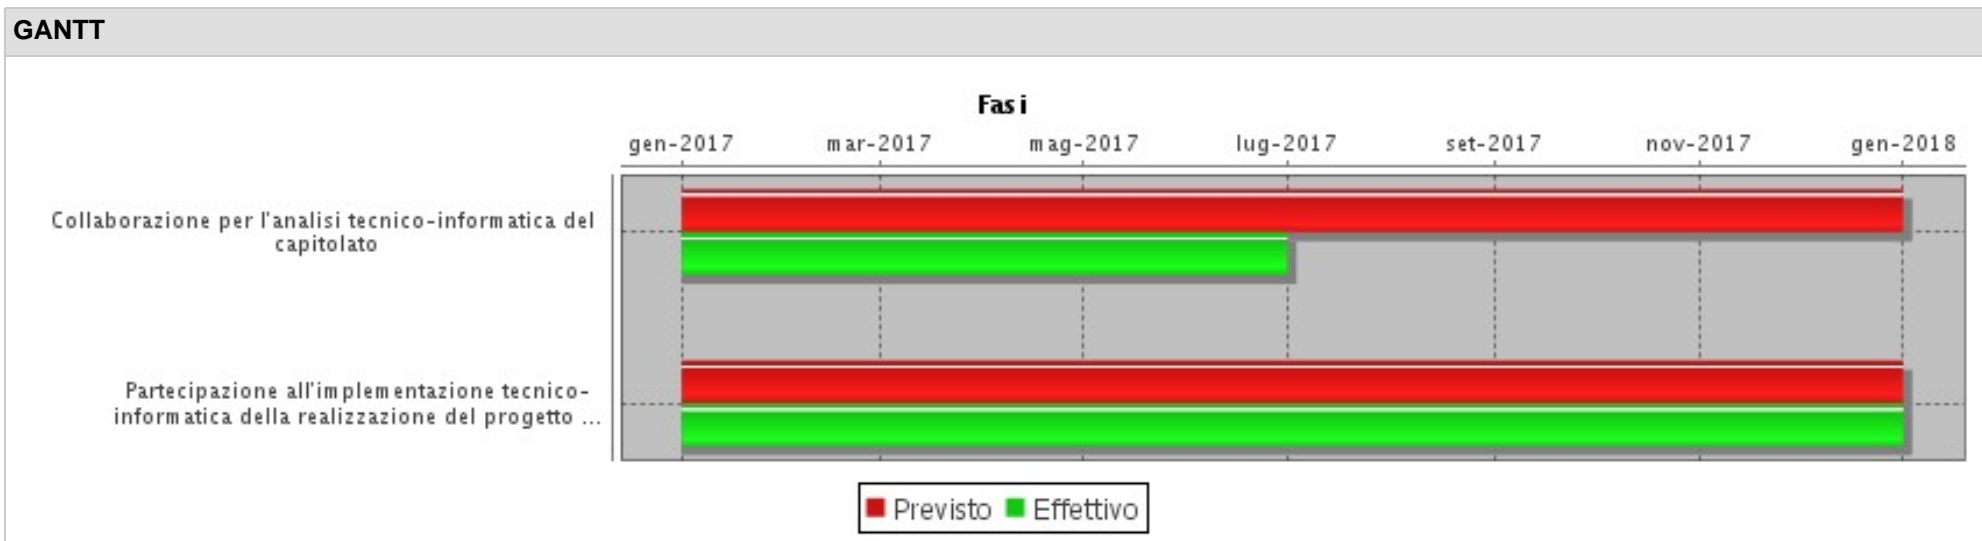 GANTT
Fasi
gen-2017 mar-2017 mag-2017 lug-2017 set-2017 nov-2017 gen-2018
Collaborazione per l'analisi tecnico-informatica del
capitolato
Partecipazione all'implementazione tecnico-
informatica della realizzazione del progetto ...
Previsto Effettivo